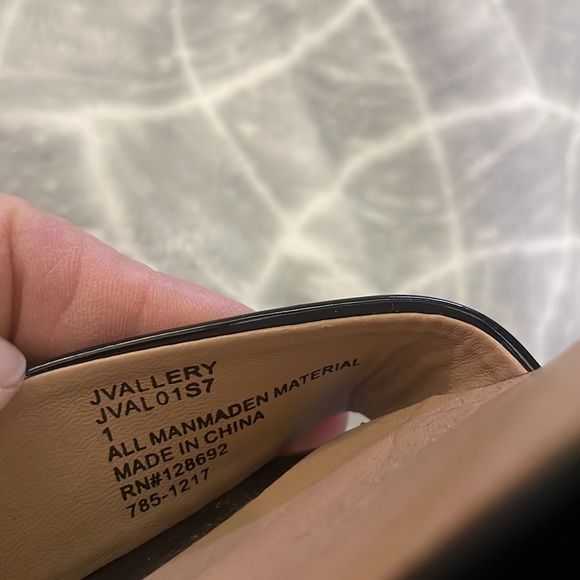 JVALLERY
JVAL01S7
1
ALL MANMADEN MATERIAL
MADE IN CHINA
RN#128692
785-1217